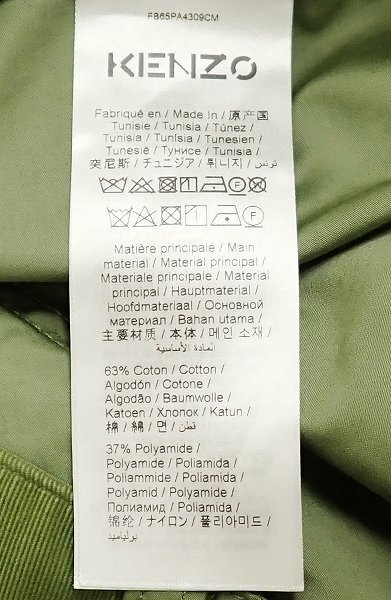 FB65PA4309CM
KENZO
Fabriqué en / Made In / 原产国
Tunisie / Tunisia / Túnez /
Tunisia / Tunísia / Tunesien /
Tunesië / Тунисе / Tunisia /
突尼斯 / チュニジア / 튀니지 / تونس
Matière principale / Main
material / Material principal /
Materiale principale / Material
principal / Hauptmaterial /
Hoofdmateriaal / Основной
материал / Bahan utama /
主要材质 / 本体 / 메인 소재 /
المادة الأساسية
63% Coton / Cotton /
Algodón / Cotone /
Algodão / Baumwolle /
Katoen / Хлопок / Katun /
棉 / 綿 / 면 / قطن
37% Polyamide /
Polyamide / Poliamida /
Poliammide / Poliamida /
Polyamid / Polyamide /
Полиамид / Poliamida /
锦纶 / ナイロン / 폴리아미드 /
بولياميد